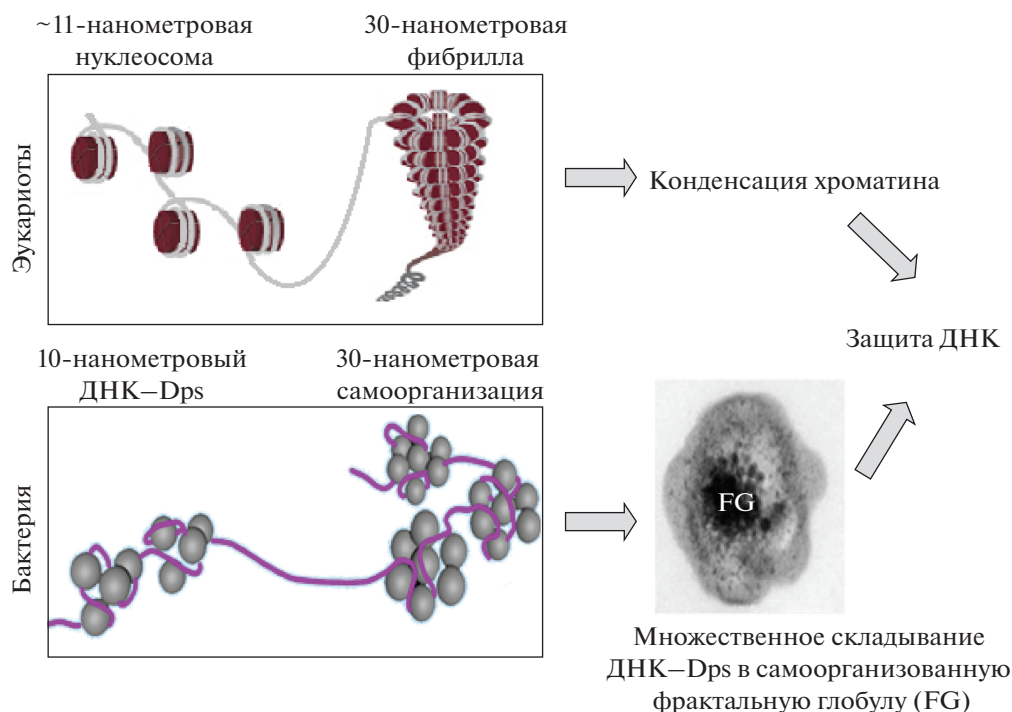 ~11-нанометровая
нуклеосома
30-нанометровая
фибрилла
Эукариоты
Конденсация хроматина
Защита ДНК
10-нанометровый
ДНК–Dps
30-нанометровая
самоорганизация
Бактерия
FG
Множественное складывание
ДНК–Dps в самоорганизованную
фрактальную глобулу (FG)